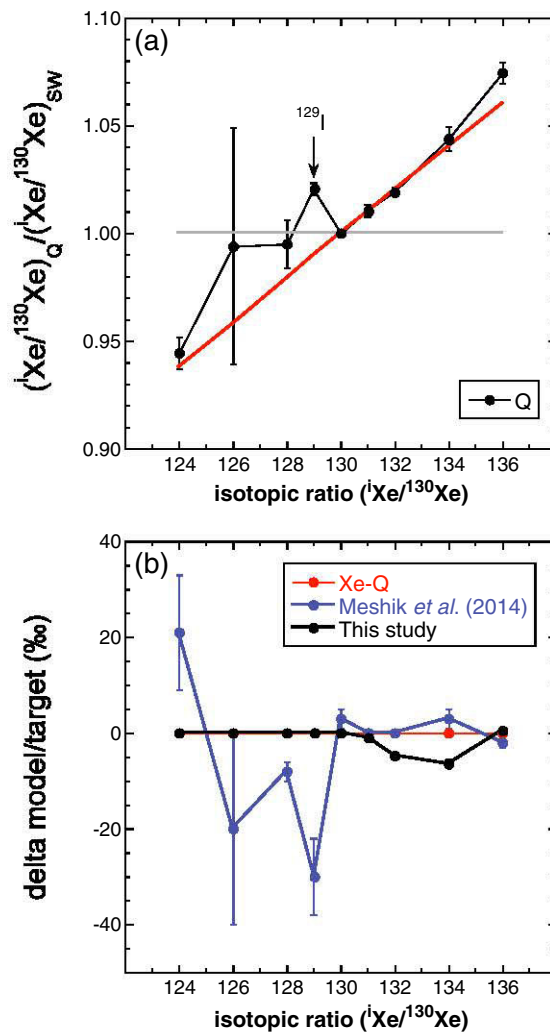 (a)
1.10
1.05
1.00
0.95
0.90
(ⁱXe/¹³⁰Xe)Q/(ⁱXe/¹³⁰Xe)SW
¹²⁹I
Q
124 126 128 130 132 134 136
isotopic ratio (ⁱXe/¹³⁰Xe)
(b)
40
20
0
-20
-40
delta model/target (‰)
Xe-Q
Meshik et al. (2014)
This study
124 126 128 130 132 134 136
isotopic ratio (ⁱXe/¹³⁰Xe)